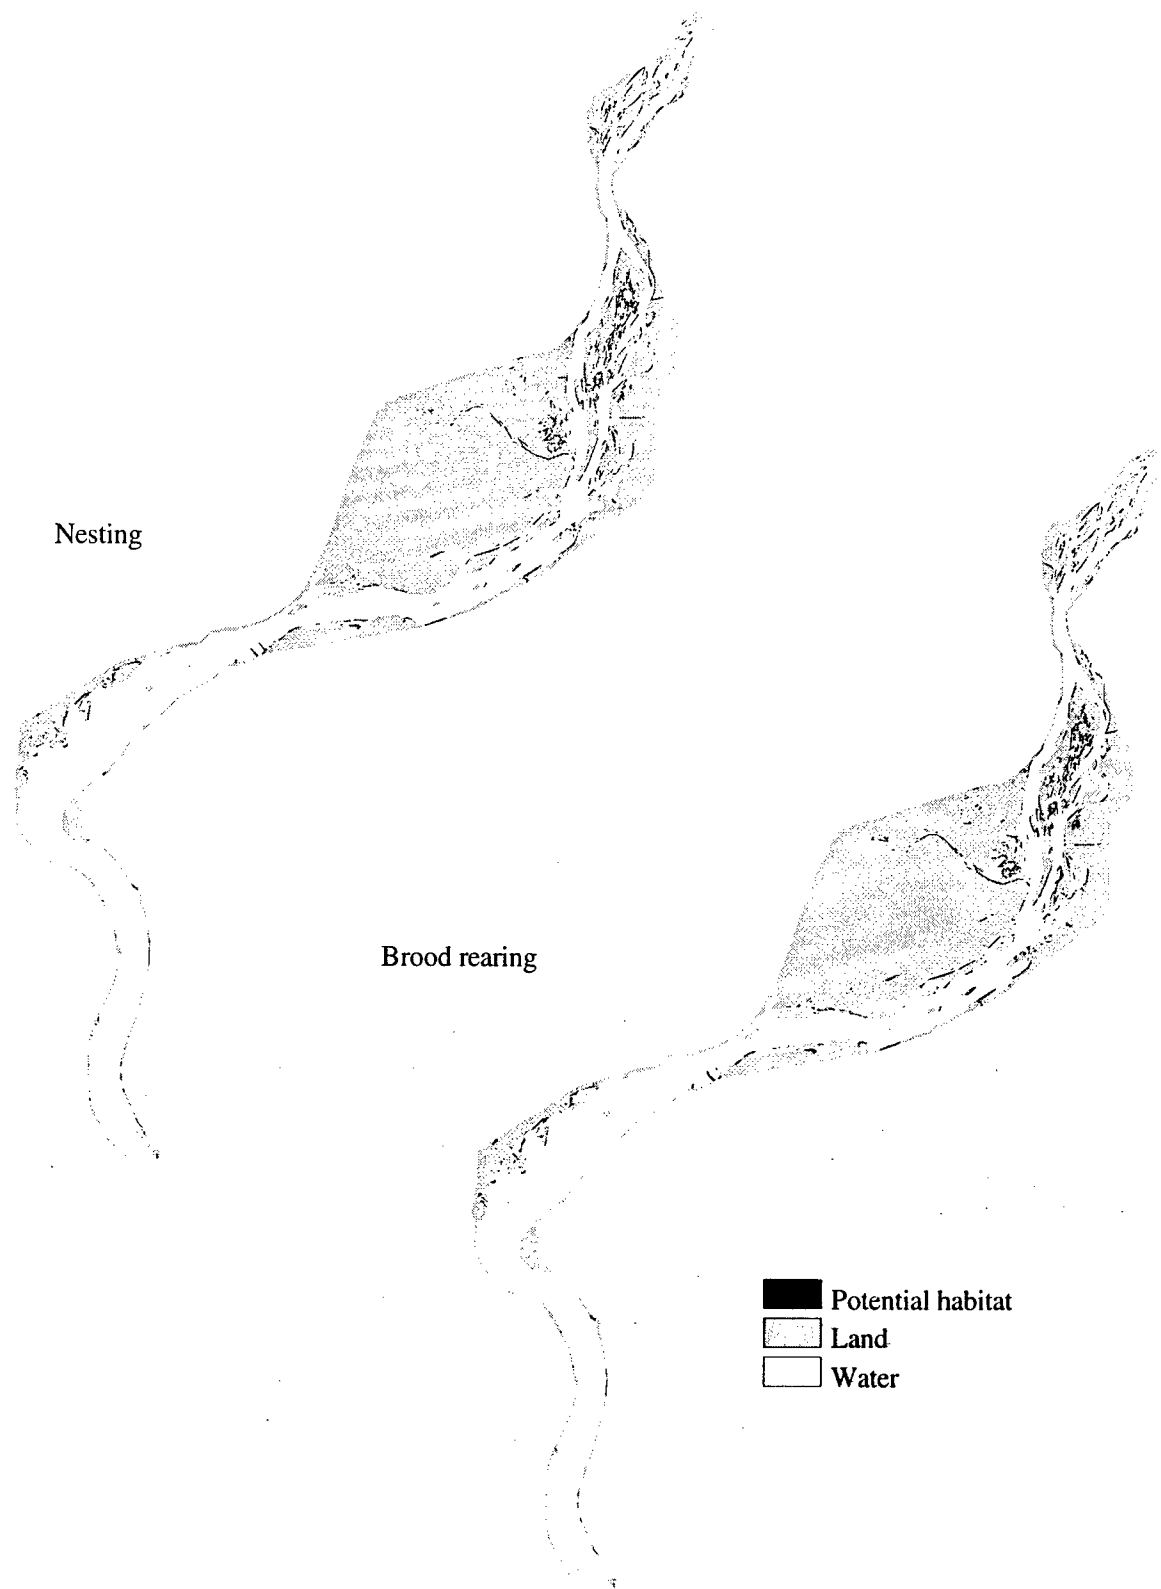 Nesting
Brood rearing
Potential habitat
Land
Water